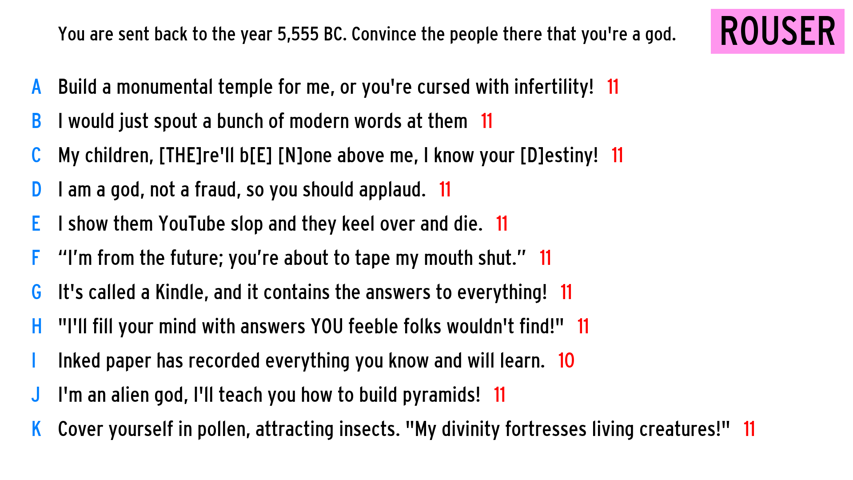 You are sent back to the year 5,555 BC. Convince the people there that you're a god.
ROUSER
A Build a monumental temple for me, or you're cursed with infertility! 11
B I would just spout a bunch of modern words at them 11
C My children, [THE]re'll b[E] [N]one above me, I know your [D]estiny! 11
D I am a god, not a fraud, so you should applaud. 11
E I show them YouTube slop and they keel over and die. 11
F “I’m from the future; you’re about to tape my mouth shut.” 11
G It's called a Kindle, and it contains the answers to everything! 11
H "I'll fill your mind with answers YOU feeble folks wouldn't find!" 11
I Inked paper has recorded everything you know and will learn. 10
J I'm an alien god, I'll teach you how to build pyramids! 11
K Cover yourself in pollen, attracting insects. "My divinity fortresses living creatures!" 11